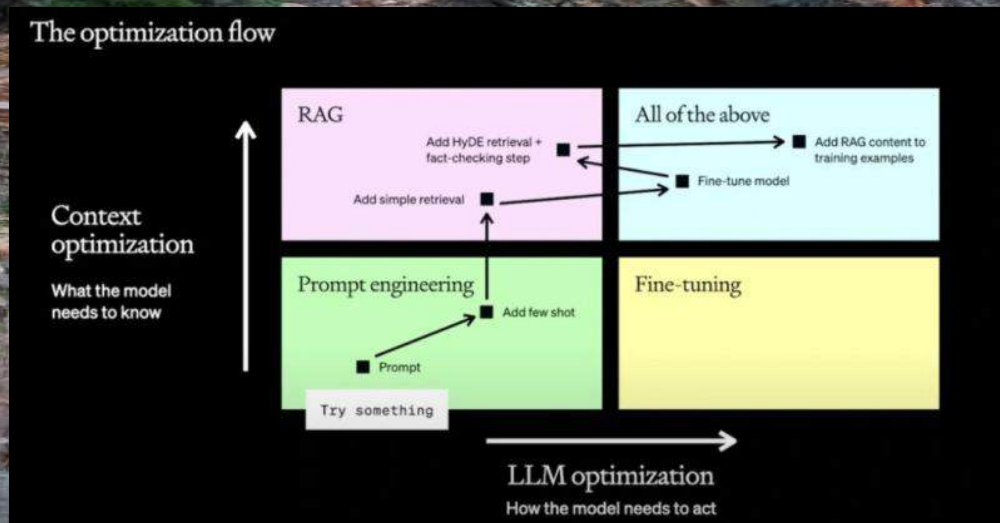 The optimization flow
RAG
Add HyDE retrieval +
fact-checking step
Add simple retrieval
All of the above
Add RAG content to
training examples
Fine-tune model
Context
optimization
What the model
needs to know
Prompt engineering
Add few shot
Prompt
Try something
Fine-tuning
LLM optimization
How the model needs to act